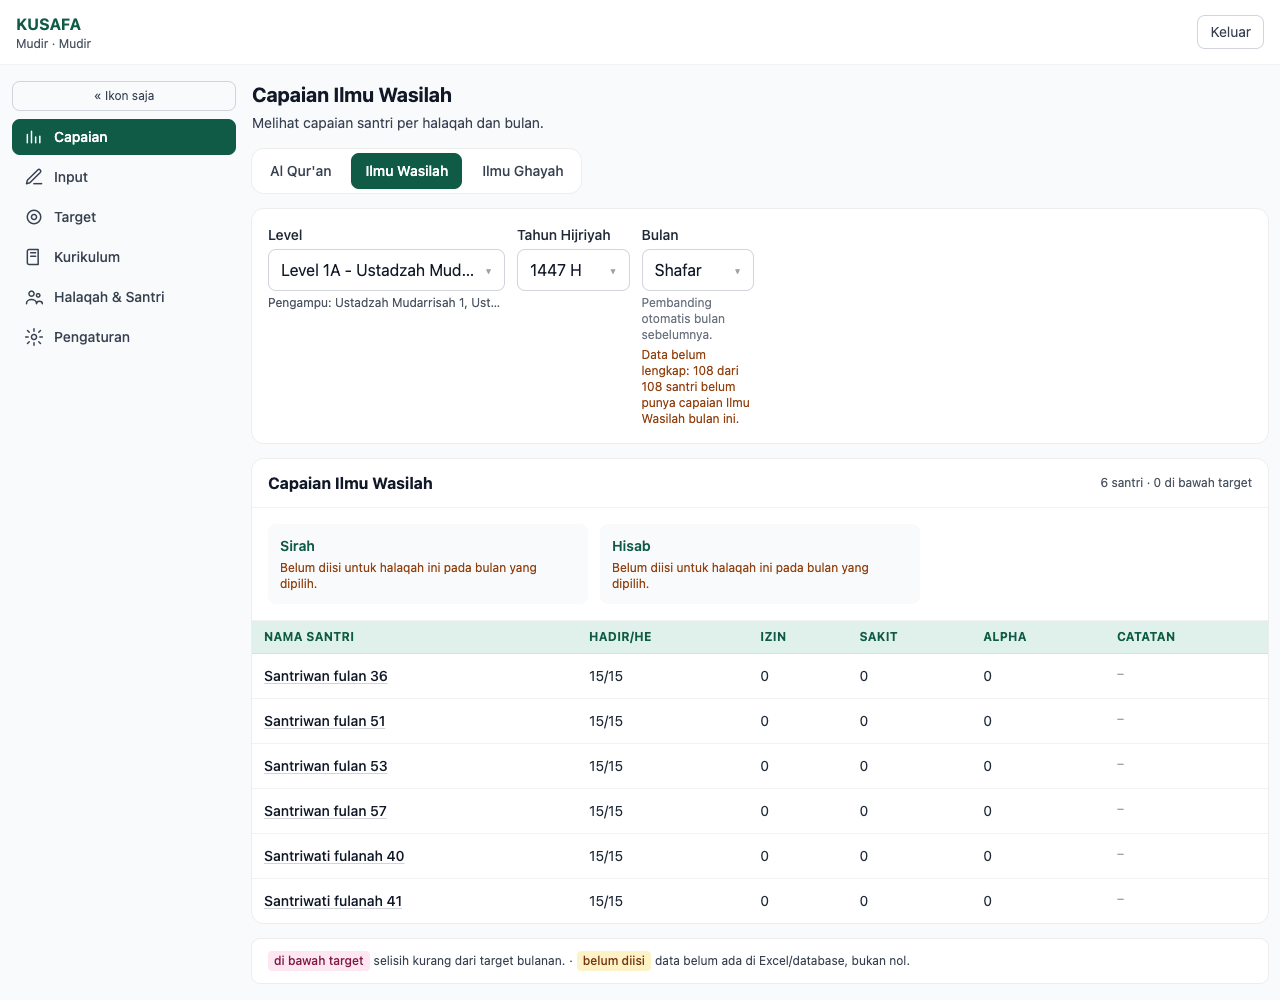 KUSAFA
Mudir · Mudir
Keluar
« Ikon saja
Capaian
Input
Target
Kurikulum
Halaqah & Santri
Pengaturan
Capaian Ilmu Wasilah
Melihat capaian santri per halaqah dan bulan.
Al Qur'an
Ilmu Wasilah
Ilmu Ghayah
Level
Level 1A - Ustadzah Mud...
Pengampu: Ustadzah Mudarrisah 1, Ust...
Tahun Hijriyah
1447 H
Bulan
Shafar
Pembanding
otomatis bulan
sebelumnya.
Data belum
lengkap: 108 dari
108 santri belum
punya capaian Ilmu
Wasilah bulan ini.
Capaian Ilmu Wasilah
6 santri · 0 di bawah target
Sirah
Belum diisi untuk halaqah ini pada bulan yang
dipilih.
Hisab
Belum diisi untuk halaqah ini pada bulan yang
dipilih.
NAMA SANTRI HADIR/HE IZIN SAKIT ALPHA CATATAN
Santriwan fulan 36 15/15 0 0 0 –
Santriwan fulan 51 15/15 0 0 0 –
Santriwan fulan 53 15/15 0 0 0 –
Santriwan fulan 57 15/15 0 0 0 –
Santriwati fulanah 40 15/15 0 0 0 –
Santriwati fulanah 41 15/15 0 0 0 –
di bawah target selisih kurang dari target bulanan. · belum diisi data belum ada di Excel/database, bukan nol.